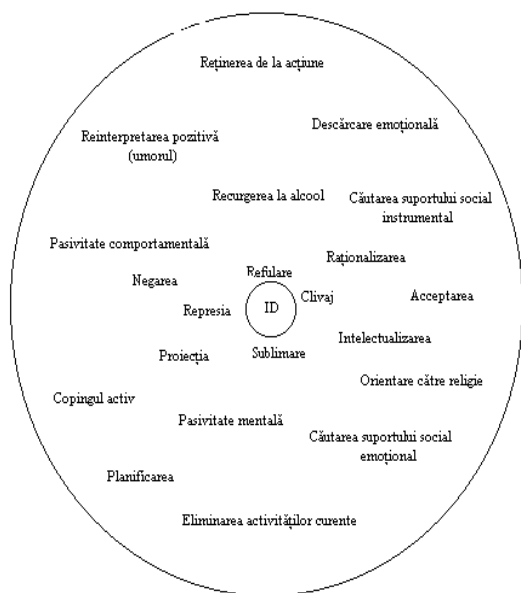 Reținerea de la acțiune
Descărcare emoțională
Reinterpretarea pozitivă
(umorul)
Recurgerea la alcool
Căutarea suportului social
instrumental
Pasivitate comportamentală
Raționalizarea
Refulare
Negarea
Clivaj
Acceptarea
Represia
ID
Intelectualizarea
Proiecția
Sublimare
Orientare către religie
Copingul activ
Pasivitate mentală
Căutarea suportului social
emoțional
Planificarea
Eliminarea activităților curente